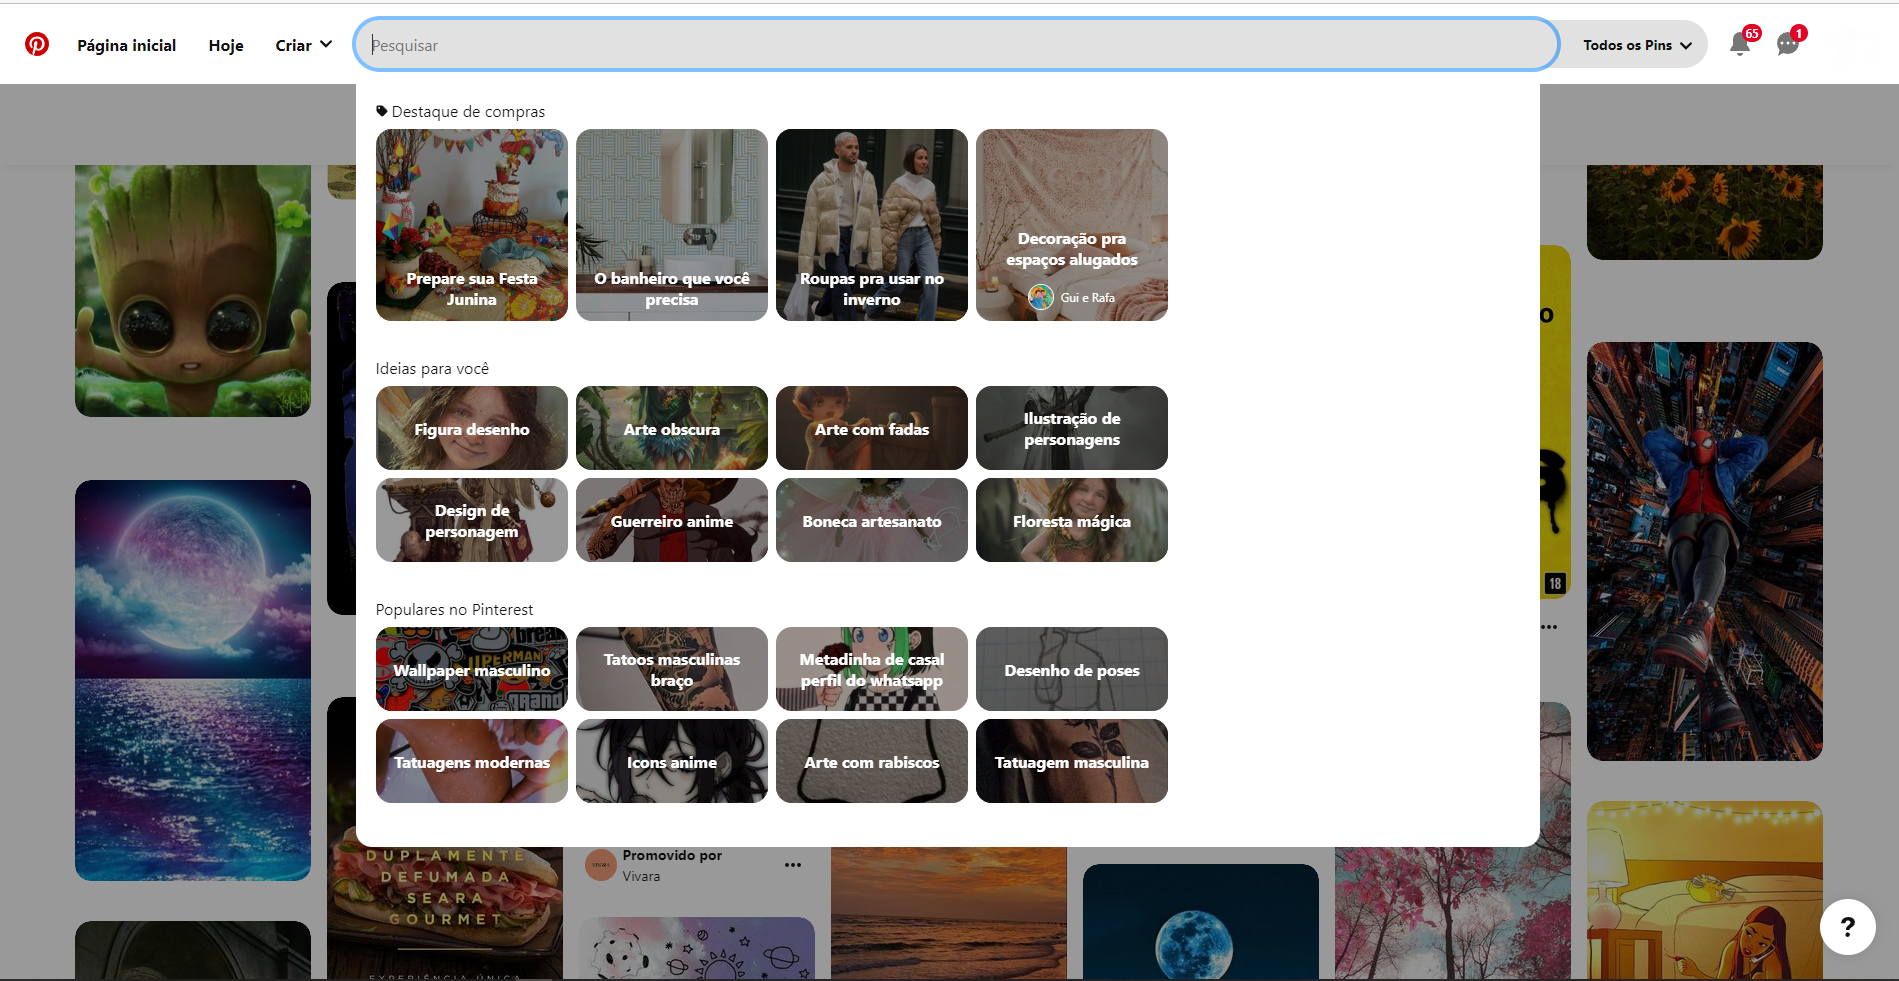 Página inicial
Hoje
Criar
Pesquisar
Todos os Pins
65
1
Destaque de compras
Prepare sua Festa
Junina
O banheiro que você
precisa
Roupas pra usar no
inverno
Decoração pra
espaços alugados
Gui e Rafa
Ideias para você
Figura desenho
Arte obscura
Arte com fadas
Ilustração de
personagens
Design de
personagem
Guerreiro anime
Boneca artesanato
Floresta mágica
18
Populares no Pinterest
Wallpaper masculino
Tatoos masculinas
braço
Metadinha de casal
perfil do whatsapp
Desenho de poses
Tatuagens modernas
Icons anime
Arte com rabiscos
Tatuagem masculina
DUPLAMENTE
DEFUMADA
SEARA
GOURMET
EXPERIÊNCIA ÚNICA
VIVARA
Promovido por
Vivara
?